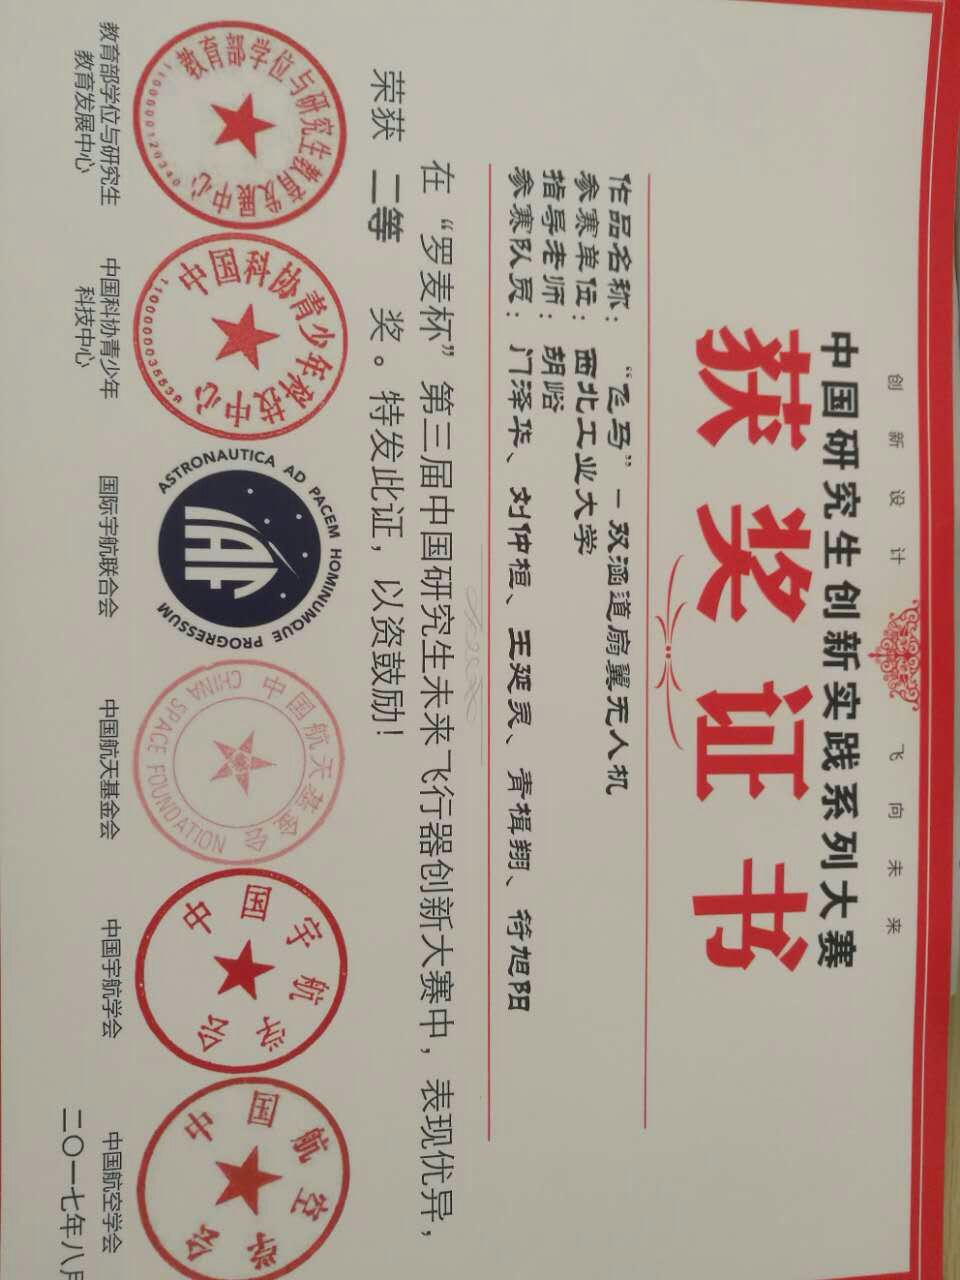 创新设计 飞向未来
中国研究生创新实践系列大赛
获奖证书
作品名称：“飞马”－双涵道扇翼无人机
参赛单位：西北工业大学
指导老师：胡峪
参赛队员：门泽华、刘仲桓、王延灵、青楫翔、符旭阳
在“罗麦杯”第三届中国研究生未来飞行器创新大赛中，表现优异，
荣获 二等 奖。特发此证，以资鼓励！
教育部学位与研究生教育发展中心
1100000120340
中国科协青少年科技中心
ASTRONAUTICA AD PACEM HOMINUMQUE PROGRESSUM
IAF
中国航天基金会
CHINA SPACE FOUNDATION
中国宇航学会
中国航空学会
教育部学位与研究生
教育发展中心
中国科协青少年
科技中心
国际宇航联合会
中国航天基金会
中国宇航学会
中国航空学会
二〇一七年八月